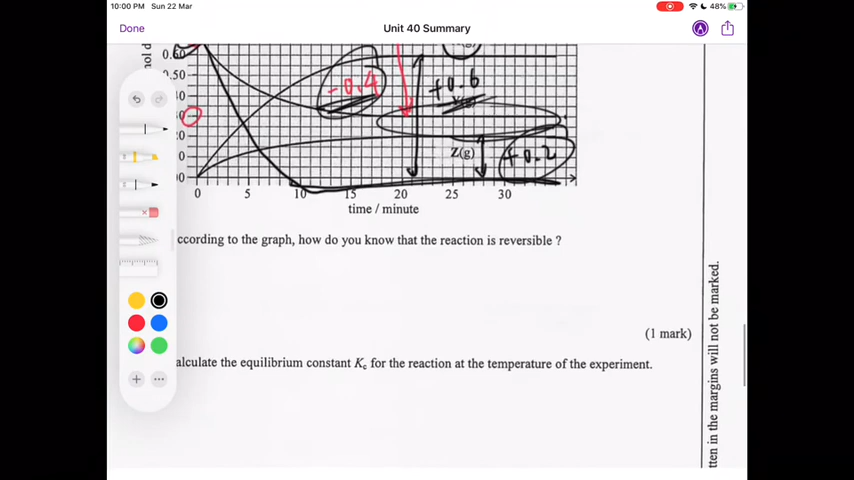 10:00 PM Sun 22 Mar
48%
Done
Unit 40 Summary
0.60
.50
-0.4
+0.6
Z(g)
+0.2
0 5 10 15 20 25 30
time / minute
ccording to the graph, how do you know that the reaction is reversible ?
(1 mark)
alculate the equilibrium constant Kc for the reaction at the temperature of the experiment.
tten in the margins will not be marked.